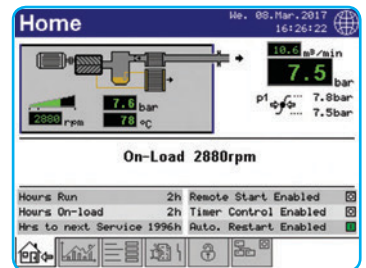 Home
We. 08.Mar.2017
16:26:22
10.6 m³/min
7.5 bar
p1 7.8bar
7.5bar
7.6 bar
2880 rpm 78 °C
On-Load 2880rpm
Hours Run 2h Remote Start Enabled
Hours On-load 2h Timer Control Enabled
Hrs to next Service 1996h Auto. Restart Enabled